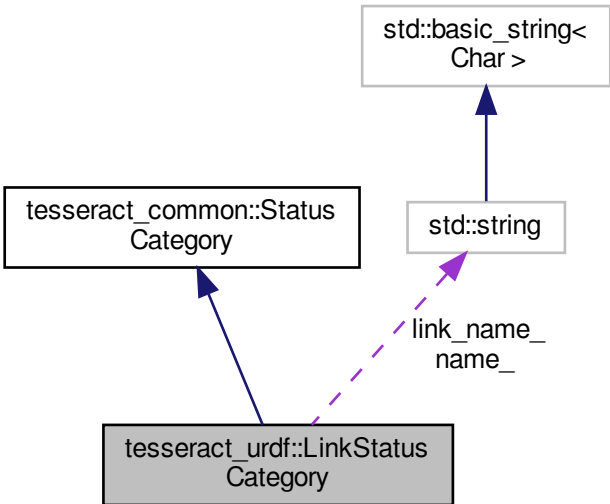 std::basic_string<
Char >
tesseract_common::Status
Category
std::string
link_name_
name_
tesseract_urdf::LinkStatus
Category